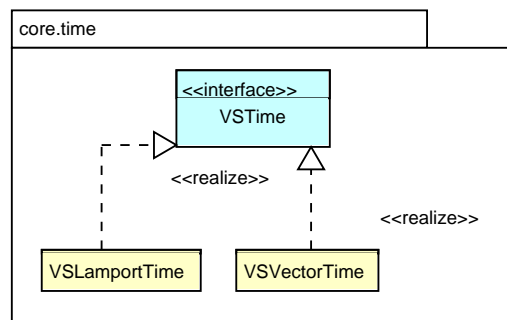 core.time
<<interface>>
VSTime
<<realize>>
<<realize>>
VSLamportTime
VSVectorTime